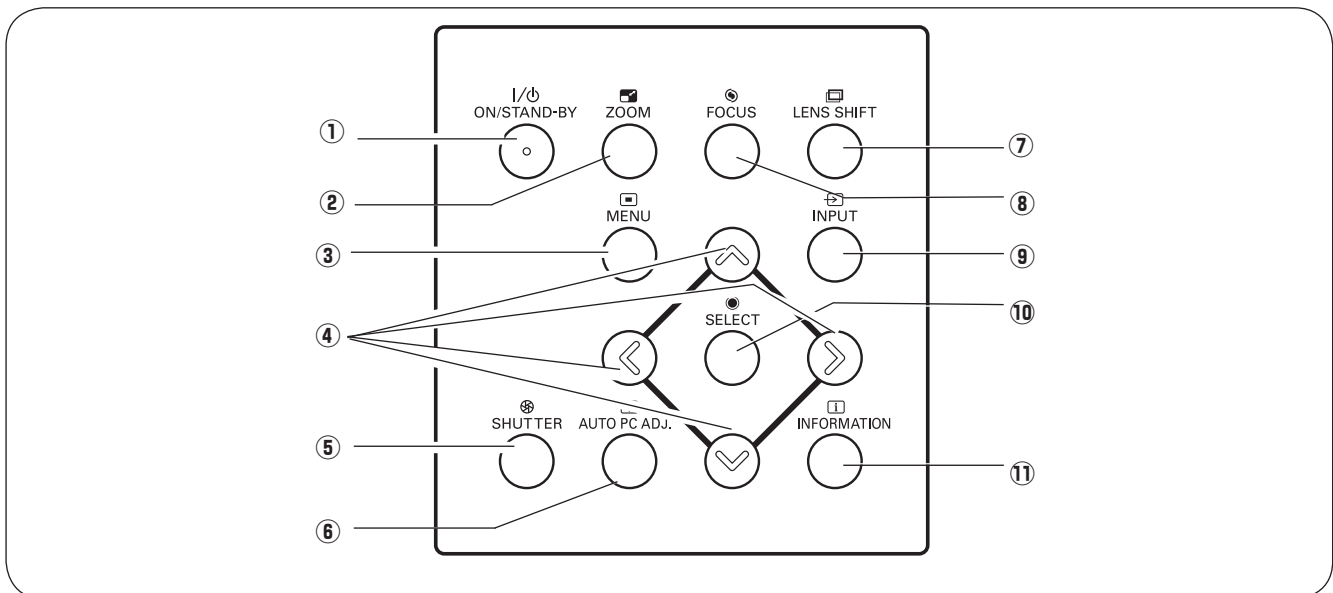 I/⏻
ON/STAND-BY ZOOM FOCUS LENS SHIFT
① ⑦
② ⑧
MENU INPUT
③ ⑨
④ SELECT ⑩
SHUTTER AUTO PC ADJ. INFORMATION
⑤ ⑪
⑥